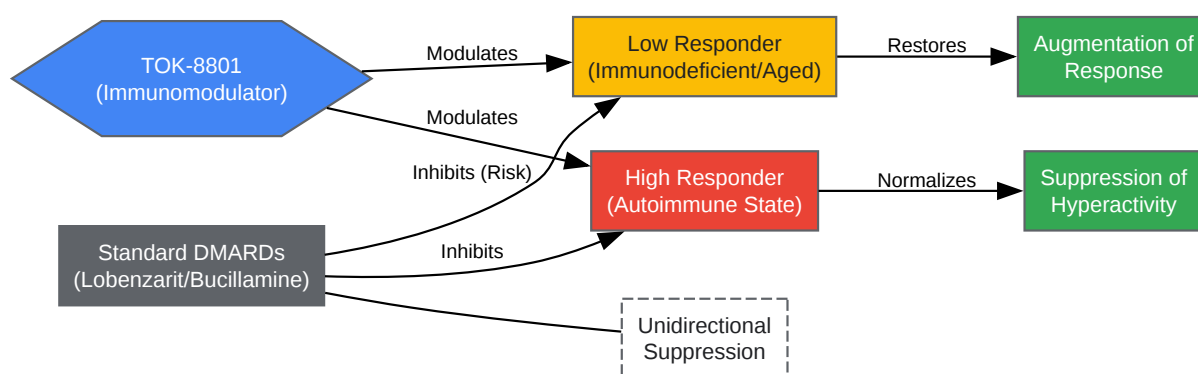 TOK-8801
(Immunomodulator)
Modulates
Modulates
Low Responder
(Immunodeficient/Aged)
Restores
Augmentation of
Response
Inhibits (Risk)
High Responder
(Autoimmune State)
Normalizes
Suppression of
Hyperactivity
Standard DMARDs
(Lobenzarit/Bucillamine)
Inhibits
Unidirectional
Suppression